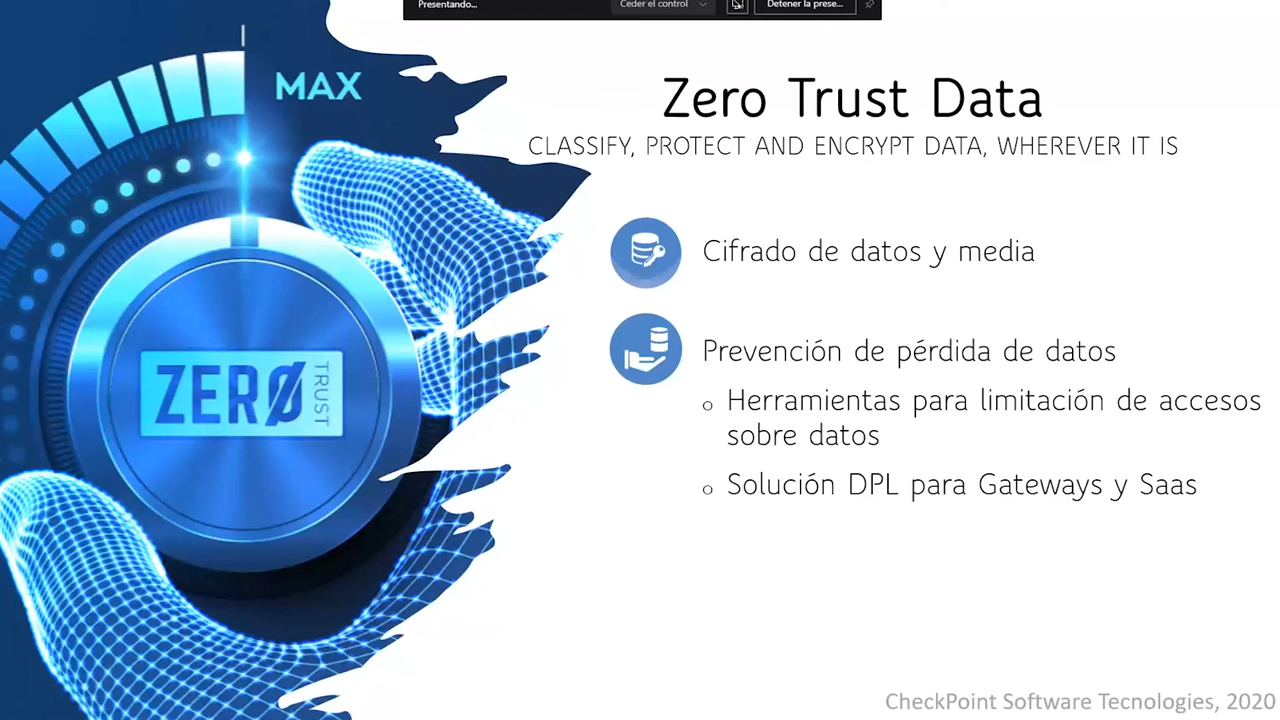 Presentando...
Ceder el control
Detener la prese...
MAX
Zero Trust Data
CLASSIFY, PROTECT AND ENCRYPT DATA, WHEREVER IT IS
Cifrado de datos y media
ZERØ TRUST
Prevención de pérdida de datos
o Herramientas para limitación de accesos
sobre datos
o Solución DPL para Gateways y Saas
CheckPoint Software Tecnologies, 2020